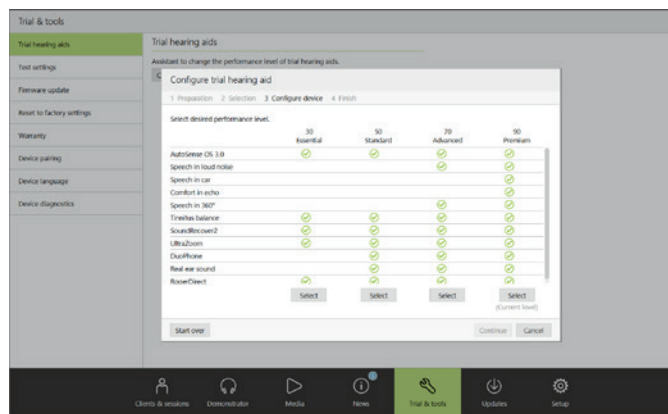 Trial & tools
Trial hearing aids
Test settings
Firmware update
Reset to factory settings
Warranty
Device pairing
Device language
Device diagnostics
Trial hearing aids
Assistant to change the performance level of trial hearing aids.
Configure trial hearing aid
1 Preparation 2 Selection 3 Configure device 4 Finish
Select desired performance level.
30 50 70 90
Essential Standard Advanced Premium
AutoSense OS 3.0
Speech in loud noise
Speech in car
Comfort in echo
Speech in 360°
Tinnitus balance
SoundRecover2
UltraZoom
DuoPhone
Real ear sound
RogerDirect
Select Select Select Select
(Current level)
Start over Continue Cancel
Clients & sessions Demonstrator Media News Trial & tools Updates Setup